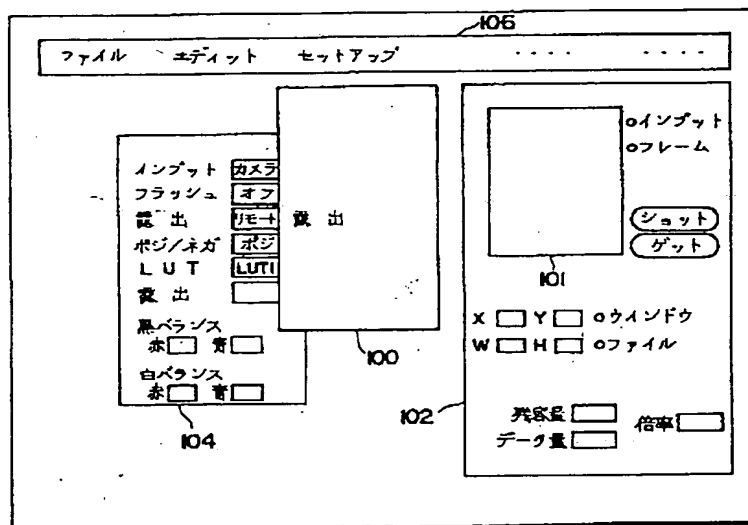 106
ファイル エディット セットアップ ・・・・ ・・・・
インプット カメラ
フラッシュ オフ
露出 リモート 露出
ポジ/ネガ ポジ
LUT LUT1
露出
黒バランス
赤 青
白バランス
赤 青
104
100
インプット
フレーム
ショット
ゲット
101
X Y ウインドウ
W H ファイル
102
残容量
データ量
倍率